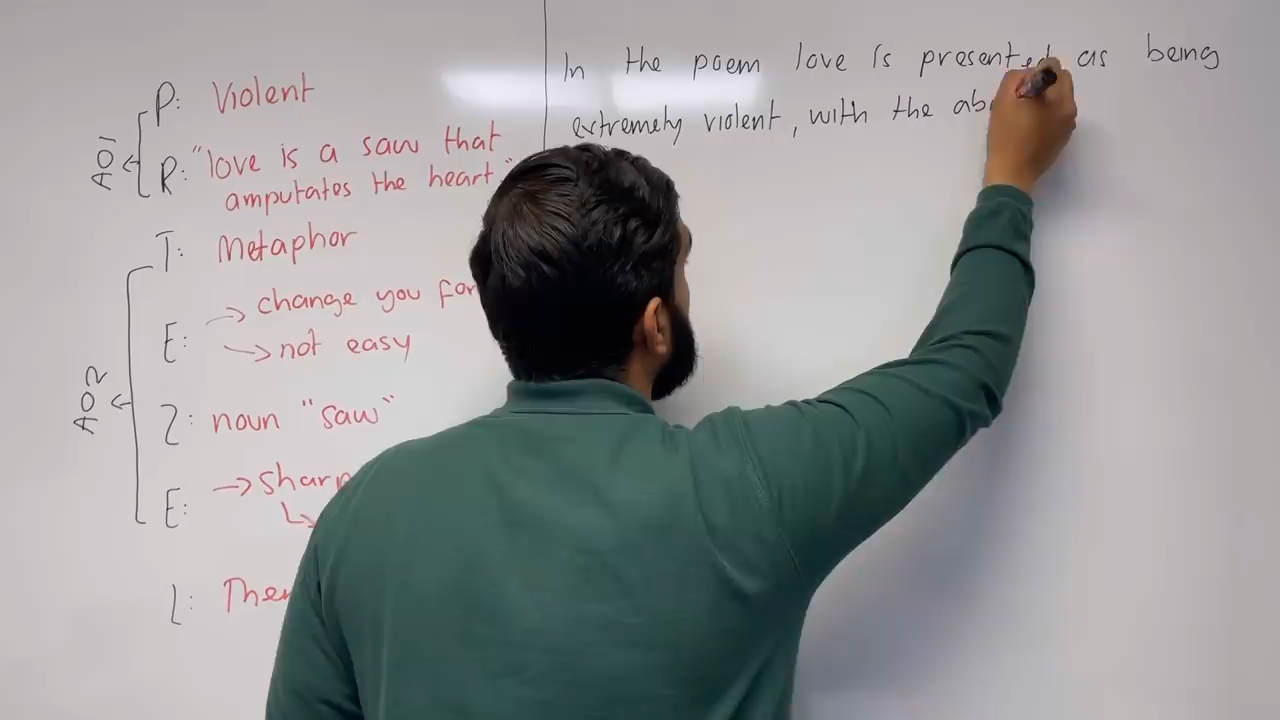 P: Violent
AO1
R: "love is a saw that
amputates the heart"
T: Metaphor
E: → change you for
→ not easy
AO2
Z: noun "saw"
E: → sharp
L:
In the poem love is presented as being
extremely violent, with the ab